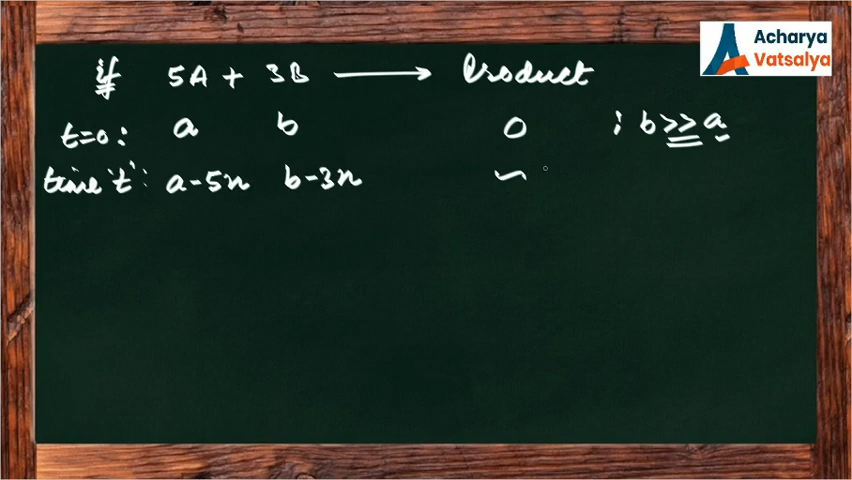 Acharya
Vatsalya
if 5A + 3B ⟶ Product
t=0: a b 0 ; b >> a
time 't': a-5x b-3x ~